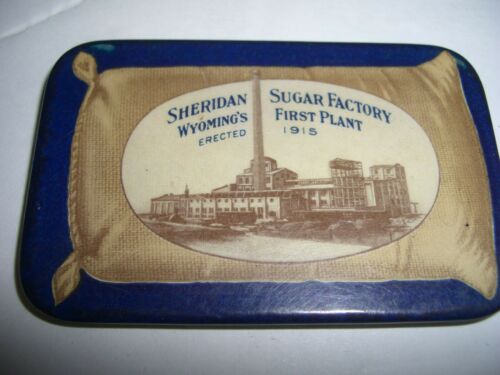 SHERIDAN SUGAR FACTORY
WYOMING'S FIRST PLANT
ERECTED 1915